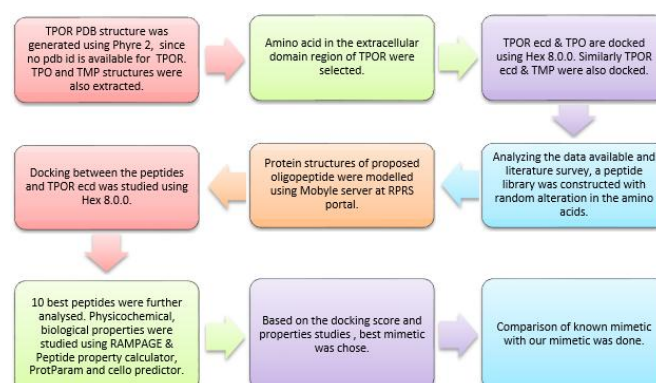 TPOR PDB structure was
generated using Phyre 2, since
no pdb id is available for TPOR.
TPO and TMP structures were
also extracted.
Amino acid in the extracellular
domain region of TPOR were
selected.
TPOR ecd & TPO are docked
using Hex 8.0.0. Similarly TPOR
ecd & TMP were also docked.
Analyzing the data available and
literature survey, a peptide
library was constructed with
random alteration in the amino
acids.
Protein structures of proposed
oligopeptide were modelled
using Mobyle server at RPRS
portal.
Docking between the peptides
and TPOR ecd was studied using
Hex 8.0.0.
10 best peptides were further
analysed. Physicochemical,
biological properties were
studied using RAMPAGE &
Peptide property calculator,
ProtParam and cello predictor.
Based on the docking score and
properties studies , best mimetic
was chose.
Comparison of known mimetic
with our mimetic was done.